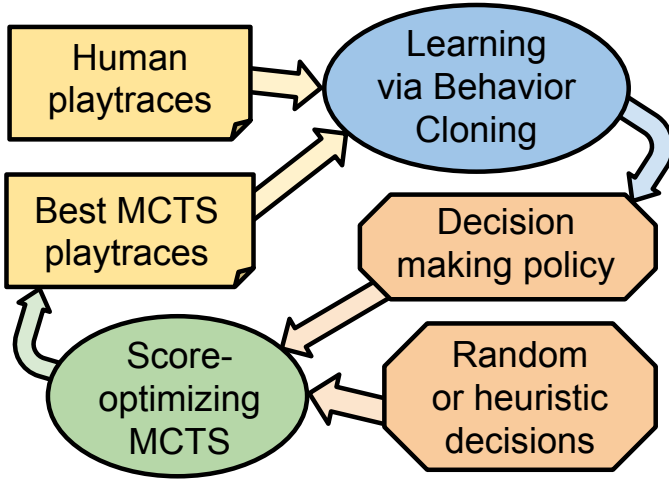 Human
playtraces
Learning
via Behavior
Cloning
Best MCTS
playtraces
Decision
making policy
Score-
optimizing
MCTS
Random
or heuristic
decisions